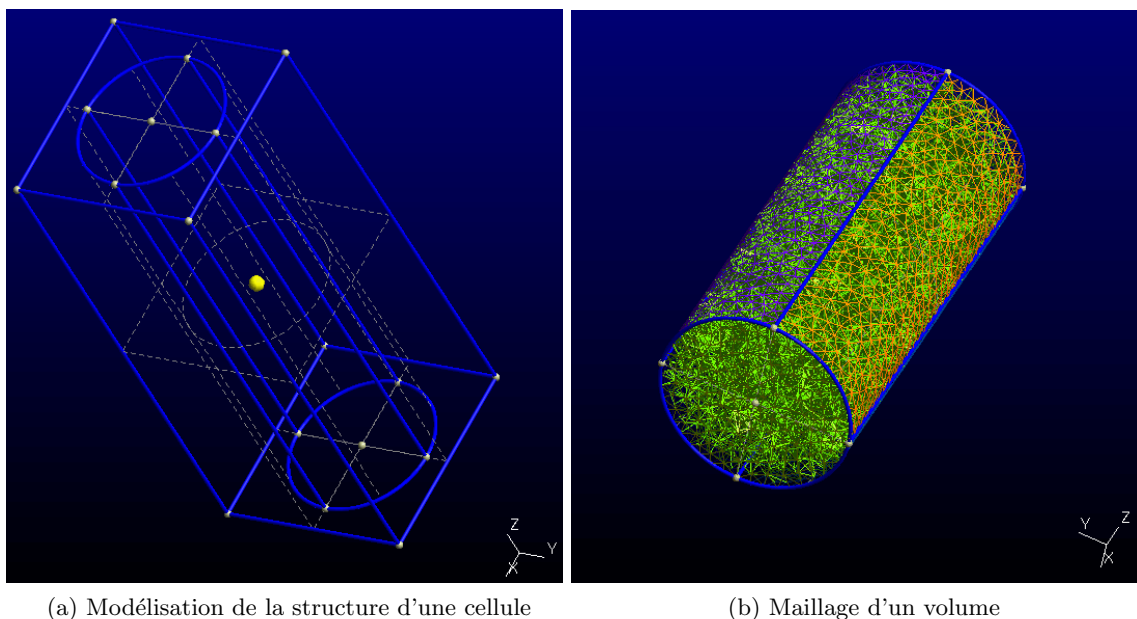 Z
Y
X
Y
Z
X
(a) Modélisation de la structure d'une cellule
(b) Maillage d'un volume